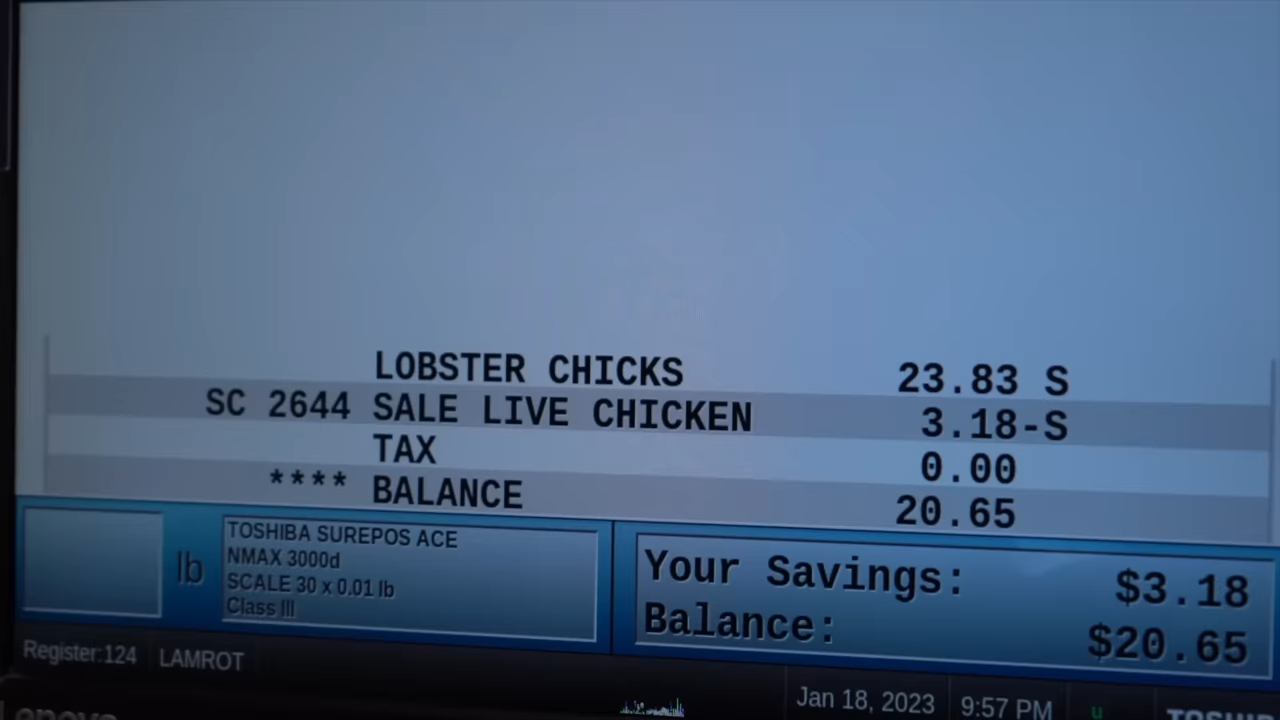 LOBSTER CHICKS 23.83 S
SC 2644 SALE LIVE CHICKEN 3.18-S
TAX 0.00
**** BALANCE 20.65
lb
TOSHIBA SUREPOS ACE
NMAX 3000d
SCALE 30 x 0.01 lb
Class III
Your Savings: $3.18
Balance: $20.65
Register:124 LAMROT
Jan 18, 2023 9:57 PM u
Lenovo TOSHIB